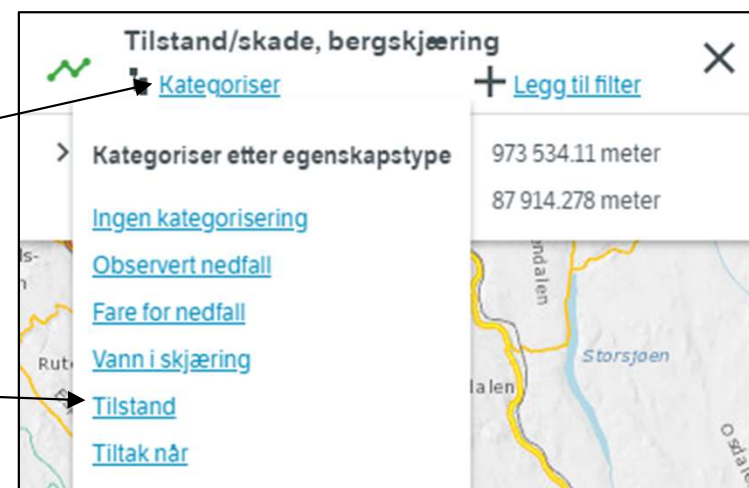 Tilstand/skade, bergskjæring
Kategoriser
Legg til filter
Kategoriser etter egenskapstype
973 534.11 meter
87 914.278 meter
Ingen kategorisering
Observert nedfall
Fare for nedfall
Vann i skjæring
Tilstand
Tiltak når
Storsjøen